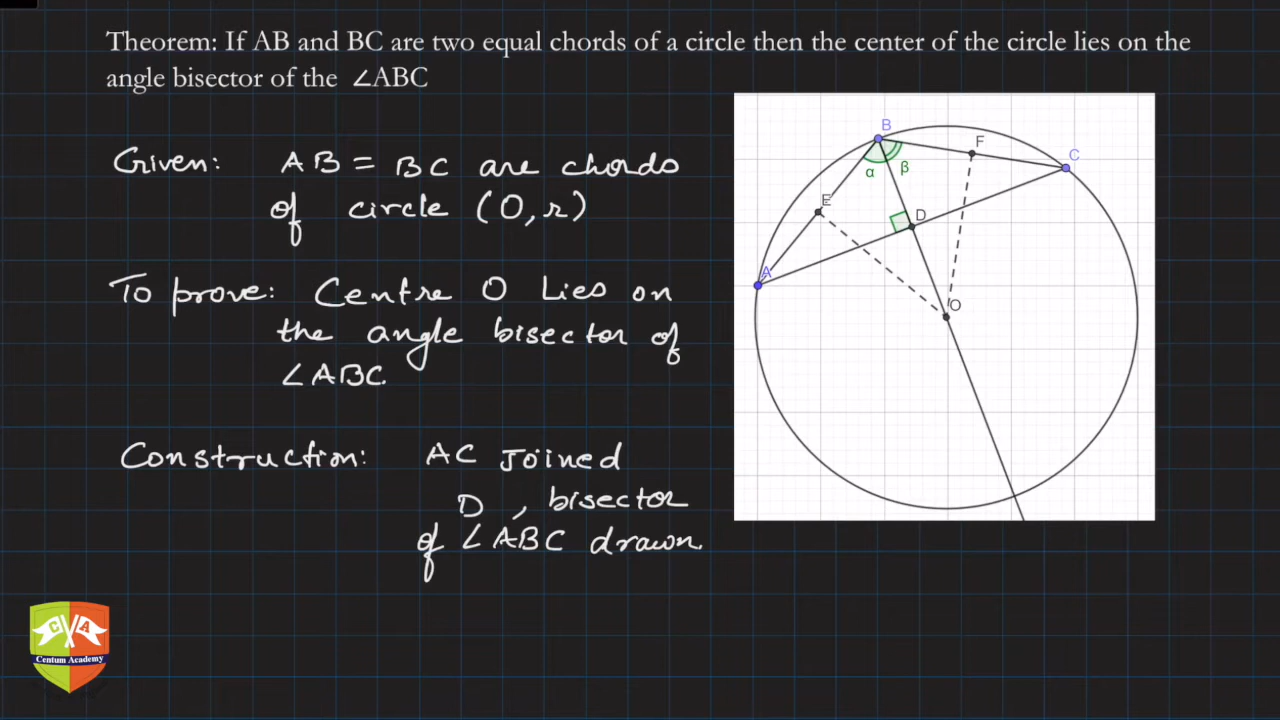 Theorem: If AB and BC are two equal chords of a circle then the center of the circle lies on the
angle bisector of the ∠ABC
Given: AB = BC are chords
of circle (O, r)
To prove: Centre O Lies on
the angle bisector of
∠ABC.
Construction: AC Joined
D, bisector
of ∠ABC drawn.
B
F
C
α
β
E
D
A
O
C A
Centum Academy